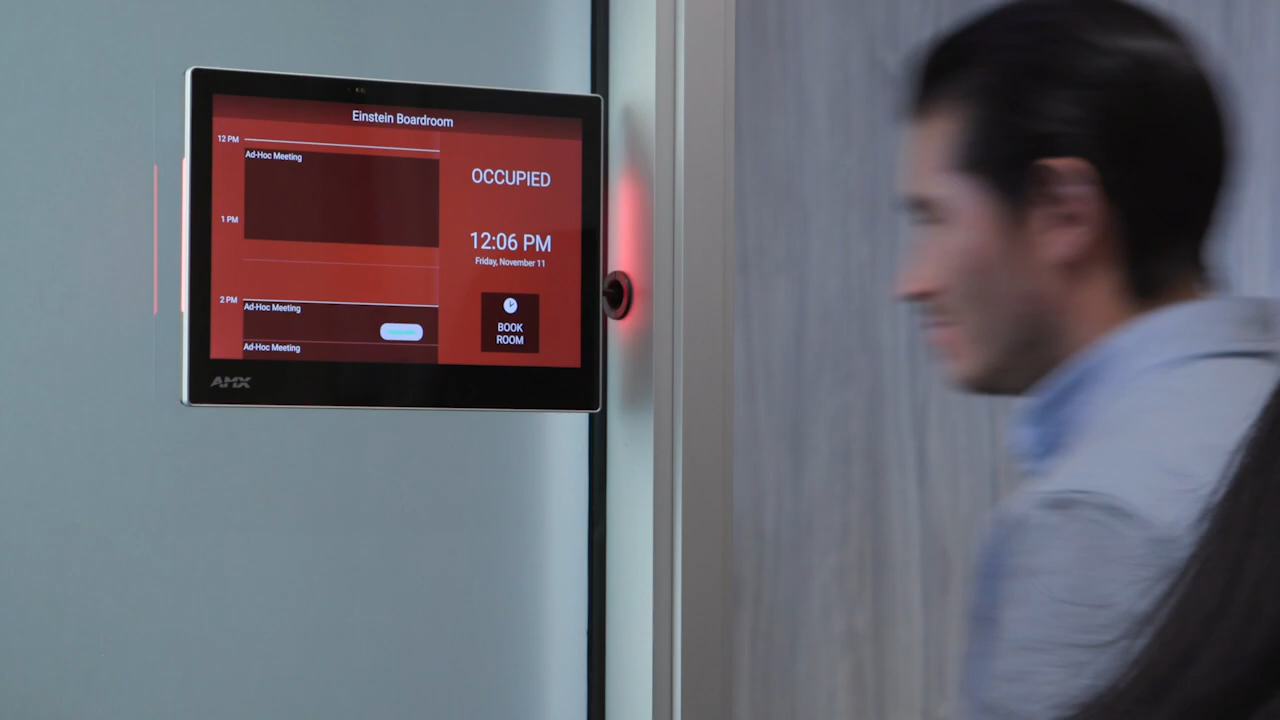 Einstein Boardroom
12 PM
Ad-Hoc Meeting
1 PM
2 PM
Ad-Hoc Meeting
Ad-Hoc Meeting
OCCUPIED
12:06 PM
Friday, November 11
BOOK
ROOM
AMX